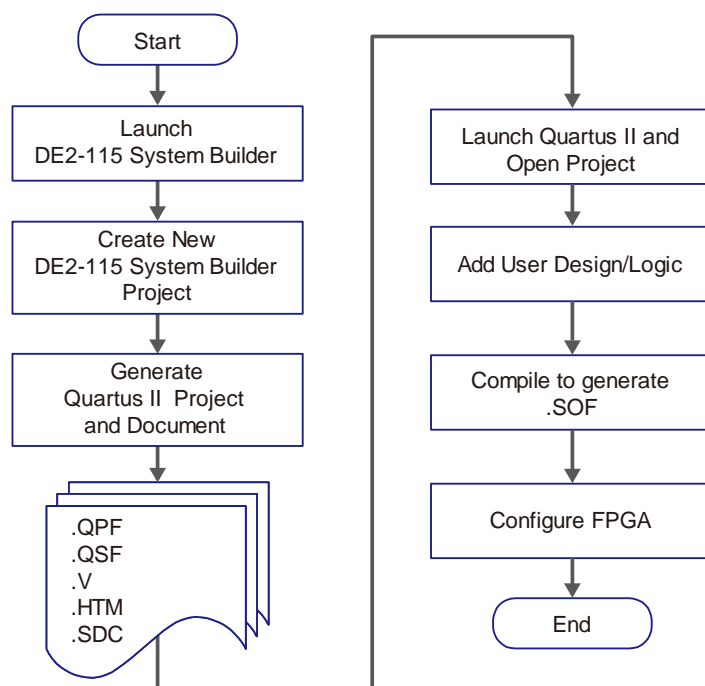 Start
Launch
DE2-115 System Builder
Create New
DE2-115 System Builder
Project
Generate
Quartus II Project
and Document
.QPF
.QSF
.V
.HTM
.SDC
Launch Quartus II and
Open Project
Add User Design/Logic
Compile to generate
.SOF
Configure FPGA
End